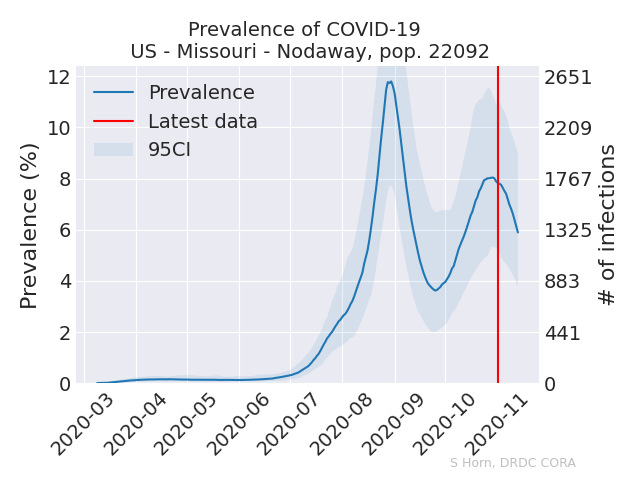 Prevalence of COVID-19
US - Missouri - Nodaway, pop. 22092
Prevalence (%)
12
10
8
6
4
2
0
Prevalence
Latest data
95CI
2651
2209
1767
1325
883
441
0
# of infections
2020-03
2020-04
2020-05
2020-06
2020-07
2020-08
2020-09
2020-10
2020-11
S Horn, DRDC CORA